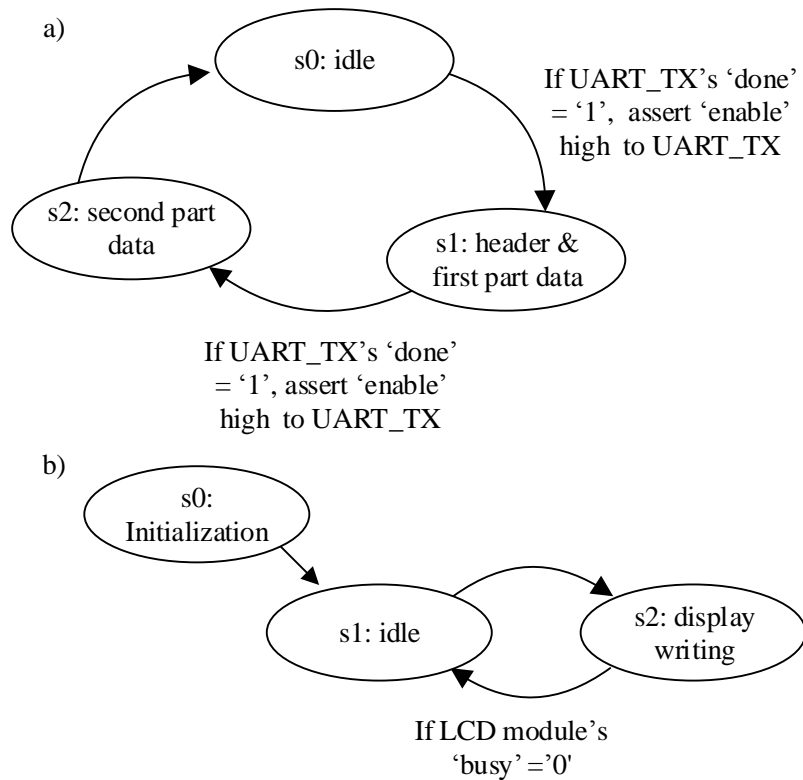 a)
s0: idle
If UART_TX’s ‘done’
= ‘1’, assert ‘enable’
high to UART_TX
s2: second part
data
s1: header &
first part data
If UART_TX’s ‘done’
= ‘1’, assert ‘enable’
high to UART_TX
b)
s0:
Initialization
s1: idle
s2: display
writing
If LCD module’s
‘busy’ =’0'